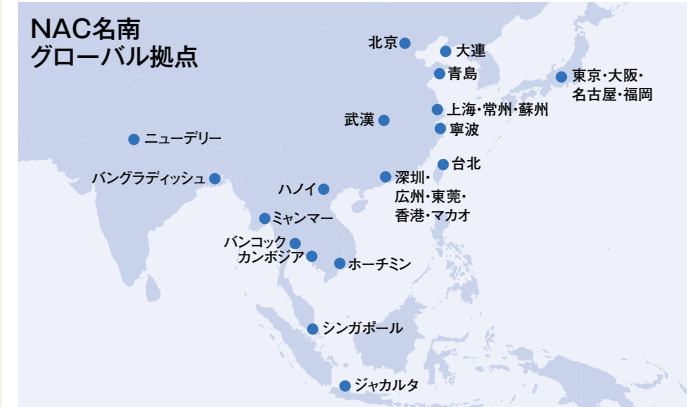 NAC名南
グローバル拠点
北京
大連
青島
東京・大阪・
名古屋・福岡
上海・常州・蘇州
武漢
寧波
ニューデリー
台北
バングラディッシュ
ハノイ
深圳・
広州・東莞・
香港・マカオ
ミャンマー
バンコック
カンボジア
ホーチミン
シンガポール
ジャカルタ